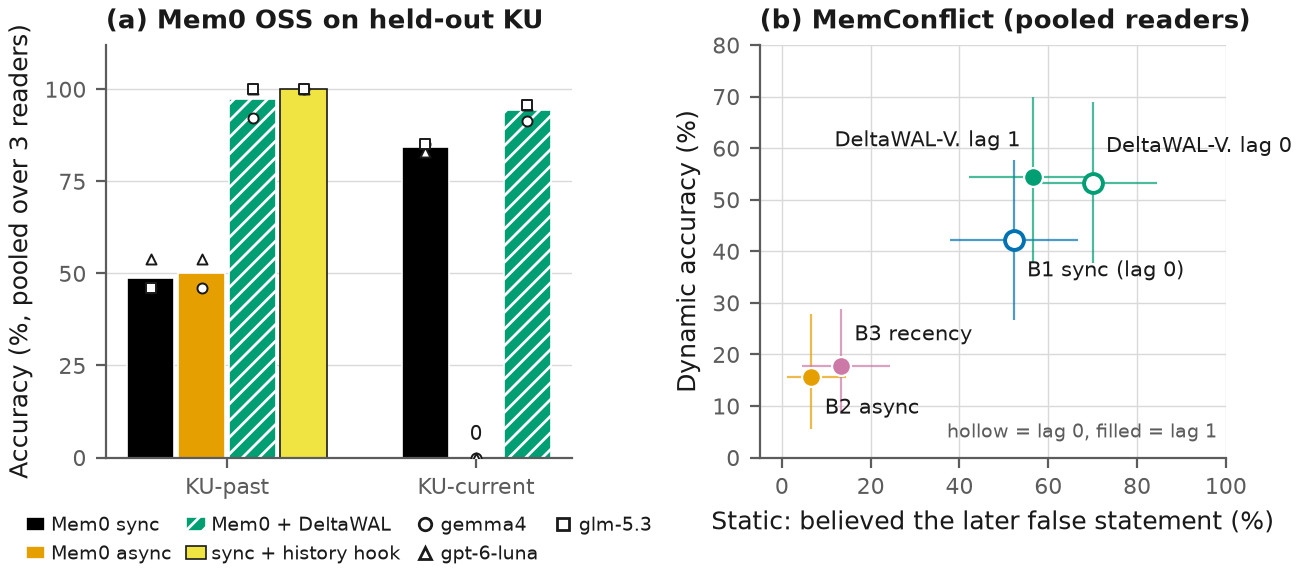 (a) Mem0 OSS on held-out KU
Accuracy (%, pooled over 3 readers)
100
75
50
25
0
0
KU-past
KU-current
Mem0 sync
Mem0 async
Mem0 + DeltaWAL
sync + history hook
gemma4
gpt-6-luna
glm-5.3
(b) MemConflict (pooled readers)
Dynamic accuracy (%)
80
70
60
50
40
30
20
10
0
DeltaWAL-V. lag 1
DeltaWAL-V. lag 0
B1 sync (lag 0)
B3 recency
B2 async
hollow = lag 0, filled = lag 1
0
20
40
60
80
100
Static: believed the later false statement (%)